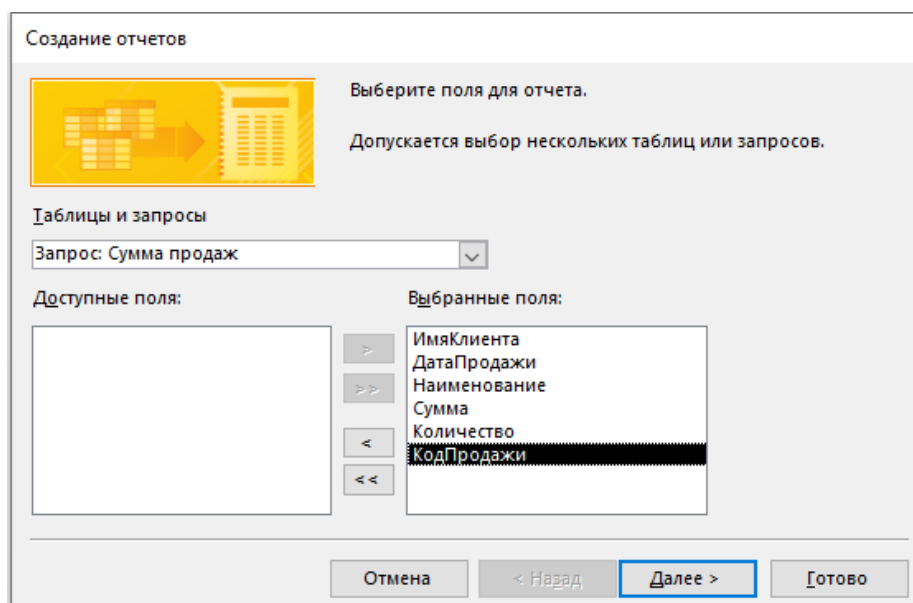 Создание отчетов
Выберите поля для отчета.
Допускается выбор нескольких таблиц или запросов.
Таблицы и запросы
Запрос: Сумма продаж
Доступные поля:
Выбранные поля:
ИмяКлиента
ДатаПродажи
Наименование
Сумма
Количество
КодПродажи
>
>>
<
<<
Отмена
< Назад
Далее >
Готово